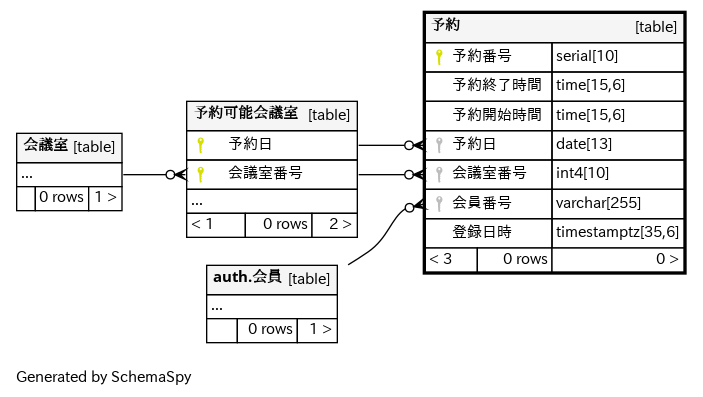 予約 [table]
予約番号 serial[10]
予約終了時間 time[15,6]
予約開始時間 time[15,6]
予約日 date[13]
会議室番号 int4[10]
会員番号 varchar[255]
登録日時 timestamptz[35,6]
< 3 0 rows 0 >
予約可能会議室 [table]
予約日
会議室番号
...
< 1 0 rows 2 >
会議室 [table]
...
0 rows 1 >
auth.会員 [table]
...
0 rows 1 >
Generated by SchemaSpy